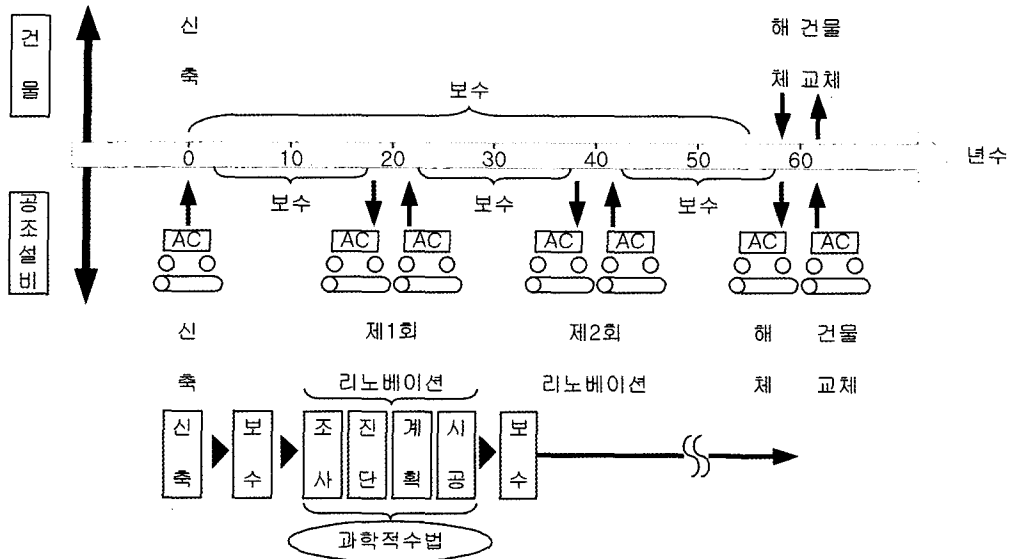 건물
신축
해체
건물 교체
보수
0 10 20 30 40 50 60
년수
보수 보수 보수
공조설비
AC AC AC AC AC AC AC
신축
제1회 리노베이션
제2회 리노베이션
해체
건물 교체
신축
보수
조사
진단
계획
시공
보수
과학적수법